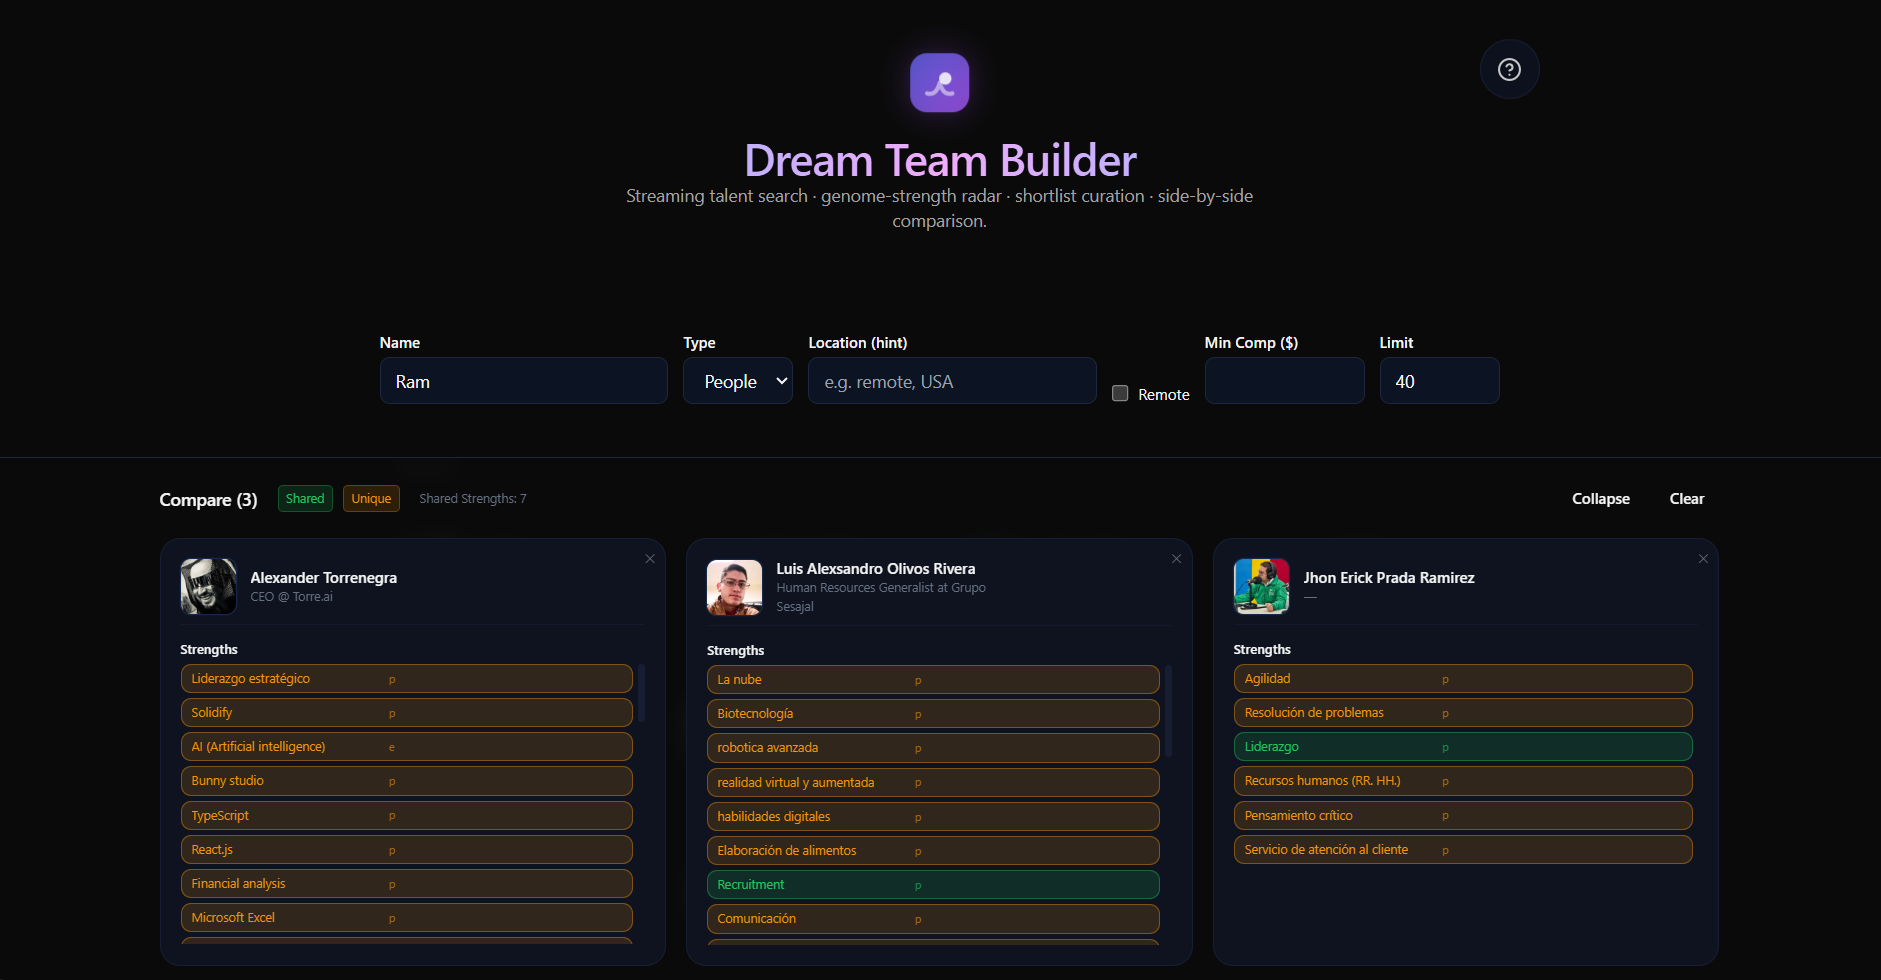 Dream Team Builder
Streaming talent search · genome-strength radar · shortlist curation · side-by-side
comparison.
Name
Type
Location (hint)
Min Comp ($)
Limit
Ram
People
e.g. remote, USA
Remote
40
Compare (3)
Shared
Unique
Shared Strengths: 7
Collapse
Clear
Alexander Torrenegra
CEO @ Torre.ai
Strengths
Liderazgo estratégico p
Solidify p
AI (Artificial intelligence) e
Bunny studio p
TypeScript p
React.js p
Financial analysis p
Microsoft Excel p
Luis Alexsandro Olivos Rivera
Human Resources Generalist at Grupo
Sesajal
Strengths
La nube p
Biotecnología p
robotica avanzada p
realidad virtual y aumentada p
habilidades digitales p
Elaboración de alimentos p
Recruitment p
Comunicación p
Jhon Erick Prada Ramirez
—
Strengths
Agilidad p
Resolución de problemas p
Liderazgo p
Recursos humanos (RR. HH.) p
Pensamiento crítico p
Servicio de atención al cliente p